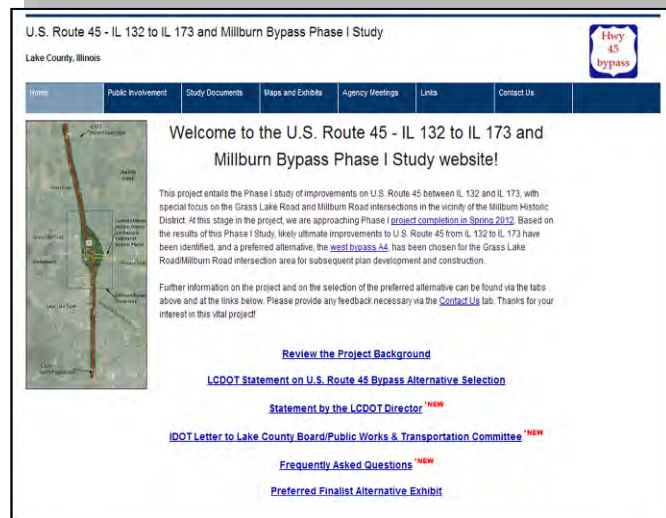 U.S. Route 45 - IL 132 to IL 173 and Millburn Bypass Phase I Study
Lake County, Illinois
Hwy
45
bypass
Home Public Involvement Study Documents Maps and Exhibits Agency Meetings Links Contact Us
Welcome to the U.S. Route 45 - IL 132 to IL 173 and
Millburn Bypass Phase I Study website!
This project entails the Phase I study of improvements on U.S. Route 45 between IL 132 and IL 173, with
special focus on the Grass Lake Road and Millburn Road intersections in the vicinity of the Millburn Historic
District. At this stage in the project, we are approaching Phase I project completion in Spring 2012. Based on
the results of this Phase I Study, likely ultimate improvements to U.S. Route 45 from IL 132 to IL 173 have
been identified, and a preferred alternative, the west bypass A4, has been chosen for the Grass Lake
Road/Millburn Road intersection area for subsequent plan development and construction.
Further information on the project and on the selection of the preferred alternative can be found via the tabs
above and at the links below. Please provide any feedback necessary via the Contact Us tab. Thanks for your
interest in this vital project!
Review the Project Background
LCDOT Statement on U.S. Route 45 Bypass Alternative Selection
Statement by the LCDOT Director *NEW
IDOT Letter to Lake County Board/Public Works & Transportation Committee *NEW
Frequently Asked Questions *NEW
Preferred Finalist Alternative Exhibit